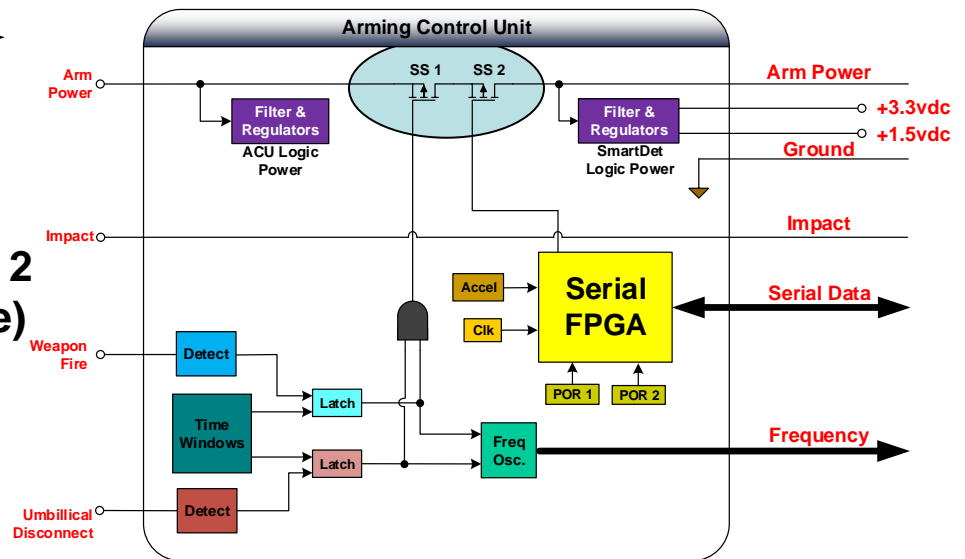 Arming Control Unit
Arm
Power
SS 1
SS 2
Arm Power
Filter &
Regulators
ACU Logic
Power
Filter &
Regulators
SmartDet
Logic Power
+3.3vdc
+1.5vdc
Ground
Impact
Impact
2
e)
Accel
Clk
Serial
FPGA
Serial Data
POR 1
POR 2
Weapon
Fire
Detect
Latch
Time
Windows
Latch
Freq
Osc.
Frequency
Detect
Umbillical
Disconnect